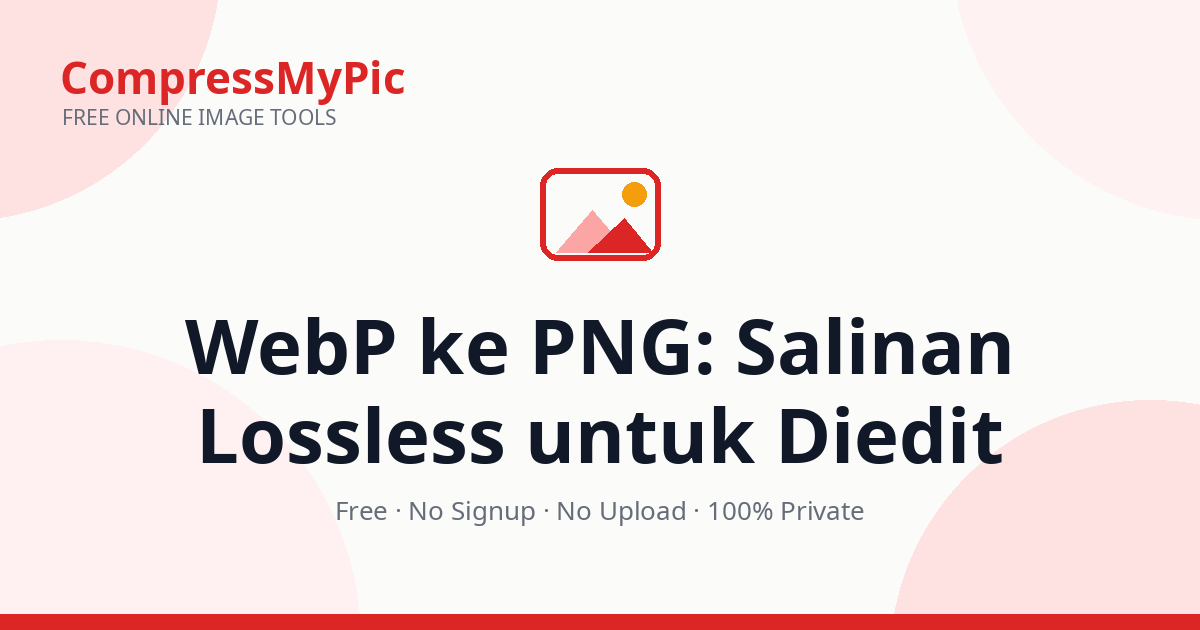 CompressMyPic
FREE ONLINE IMAGE TOOLS
WebP ke PNG: Salinan
Lossless untuk Diedit
Free · No Signup · No Upload · 100% Private